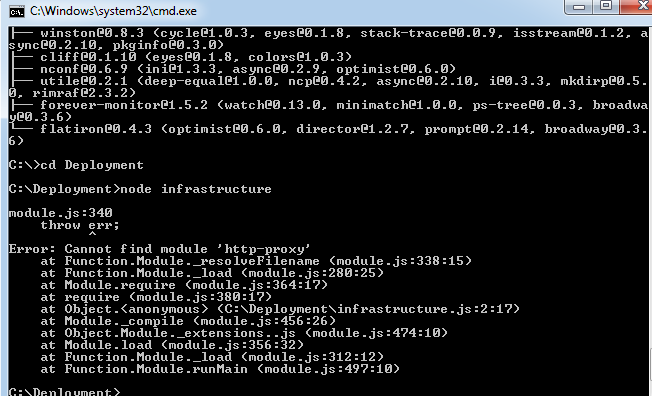 C:\Windows\system32\cmd.exe
├── winston@0.8.3 (cycle@1.0.3, eyes@0.1.8, stack-trace@0.0.9, isstream@0.1.2, a
sync@0.2.10, pkginfo@0.3.0)
├── cliff@0.1.10 (eyes@0.1.8, colors@1.0.3)
├── nconf@0.6.9 (ini@1.3.3, async@0.2.9, optimist@0.6.0)
├── utile@0.2.1 (deep-equal@1.0.0, ncp@0.4.2, async@0.2.10, i@0.3.3, mkdirp@0.5.
0, rimraf@2.3.2)
├── forever-monitor@1.5.2 (watch@0.13.0, minimatch@1.0.0, ps-tree@0.0.3, broadwa
y@0.3.6)
└── flatiron@0.4.3 (optimist@0.6.0, director@1.2.7, prompt@0.2.14, broadway@0.3.
6)
C:\>cd Deployment
C:\Deployment>node infrastructure
module.js:340
    throw err;
          ^
Error: Cannot find module 'http-proxy'
    at Function.Module._resolveFilename (module.js:338:15)
    at Function.Module._load (module.js:280:25)
    at Module.require (module.js:364:17)
    at require (module.js:380:17)
    at Object.<anonymous> (C:\Deployment\infrastructure.js:2:17)
    at Module._compile (module.js:456:26)
    at Object.Module._extensions..js (module.js:474:10)
    at Module.load (module.js:356:32)
    at Function.Module._load (module.js:312:12)
    at Function.Module.runMain (module.js:497:10)
C:\Deployment>